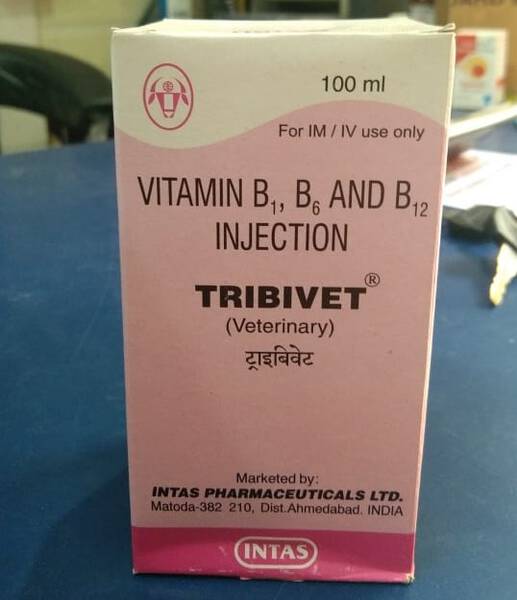 100 ml
For IM / IV use only
VITAMIN B₁, B₆ AND B₁₂
INJECTION
TRIBIVET®
(Veterinary)
ट्राइबिवेट
Marketed by:
INTAS PHARMACEUTICALS LTD.
Matoda-382 210, Dist.Ahmedabad. INDIA
INTAS